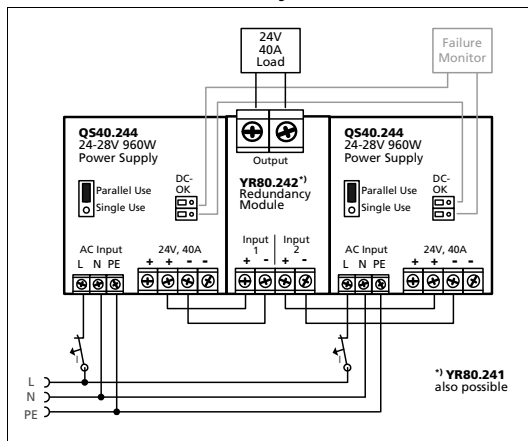 24V
40A
Load
Failure
Monitor
QS40.244
24-28V 960W
Power Supply
Parallel Use
Single Use
DC-
OK
AC Input
L N PE
24V, 40A
+ + - -
Output
YR80.242*)
Redundancy
Module
Input
1
Input
2
+ - + -
QS40.244
24-28V 960W
Power Supply
Parallel Use
Single Use
DC-
OK
AC Input
L N PE
24V, 40A
+ + - -
I
I
L
N
PE
*) YR80.241
also possible